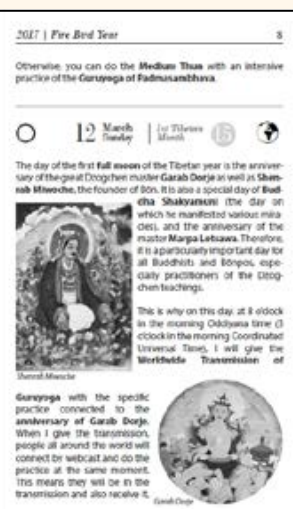 2017 | Fire Bird Year 8
Otherwise, you can do the Medium Thun with an intensive
practice of the Guruyoga of Padmasambhava.
12 March Sunday | 1st Tibetan Month 15
The day of the first full moon of the Tibetan year is the anniver-
sary of the great Dzogchen master Garab Dorje as well as Shen-
rab Miwoche, the founder of Bön. It is also a special day of Bud-
dha Shakyamuni (the day on
which he manifested various mira-
cles), and the anniversary of the
master Marpa Lotsawa. Therefore,
it is a particularly important day for
all Buddhists and Bönpos, espe-
cially practitioners of the Dzog-
chen teachings.
This is why on this day, at 8 o'clock
in the morning Oddiyana time (3
o'clock in the morning Coordinated
Universal Time), I will give the
Worldwide Transmission of
Shenrab Miwoche
Guruyoga with the specific
practice connected to the
anniversary of Garab Dorje.
When I give the transmission,
people all around the world will
connect by webcast and do the
practice at the same moment.
This means they will be in the
transmission and also receive it,
Garab Dorje